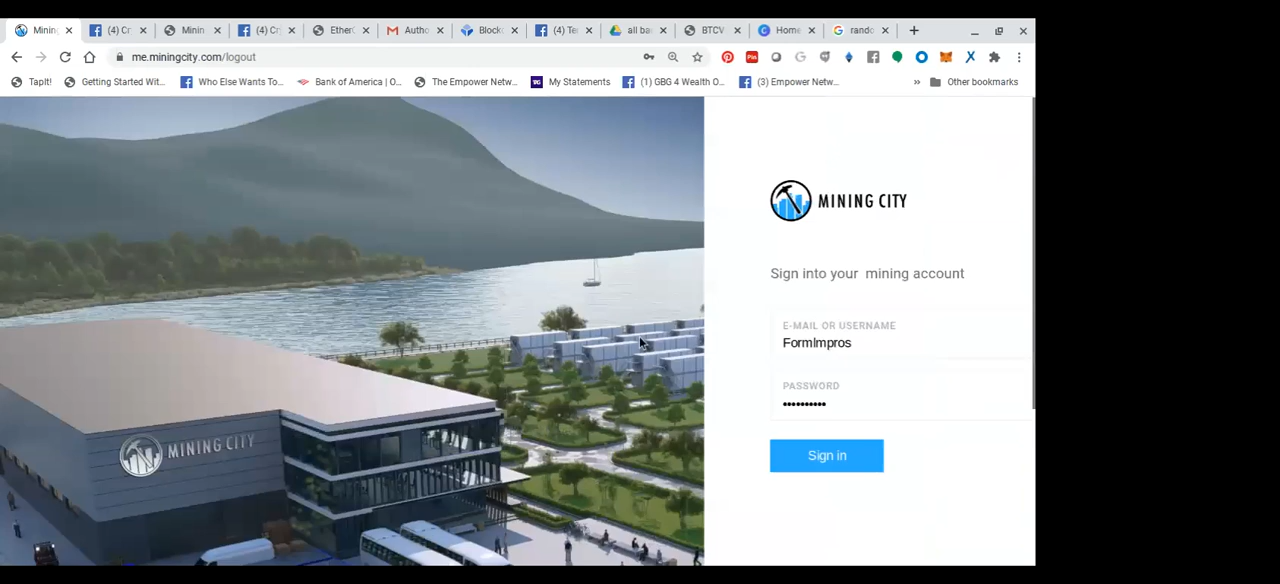 Mining (4) Cr Mining (4) Cr Ether( Autho Block (4) Te all ba BTCV Home rando
me.miningcity.com/logout
TapIt! Getting Started Wit... Who Else Wants To... Bank of America | O... The Empower Netw... My Statements (1) GBG 4 Wealth O... (3) Empower Netw... » Other bookmarks
MINING CITY
Sign into your mining account
E-MAIL OR USERNAME
FormImpros
PASSWORD
••••••••••
Sign in
MINING CITY